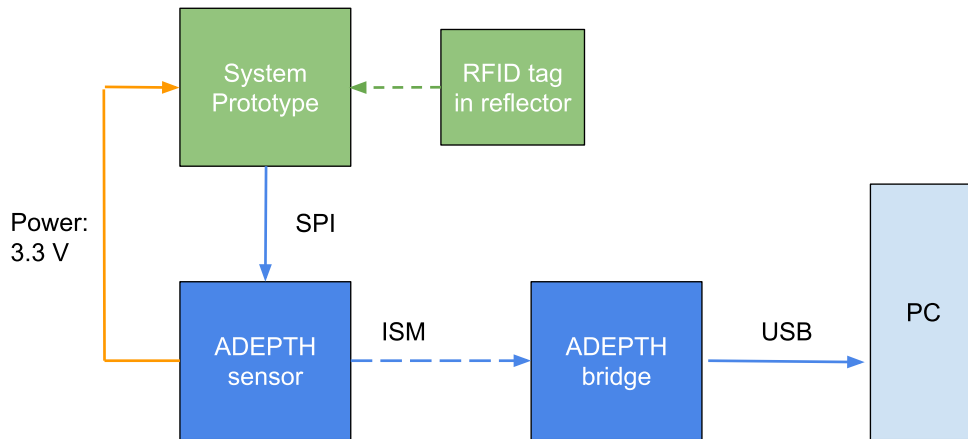 System
Prototype
RFID tag
in reflector
Power:
3.3 V
SPI
PC
ADEPTH
sensor
ISM
ADEPTH
bridge
USB